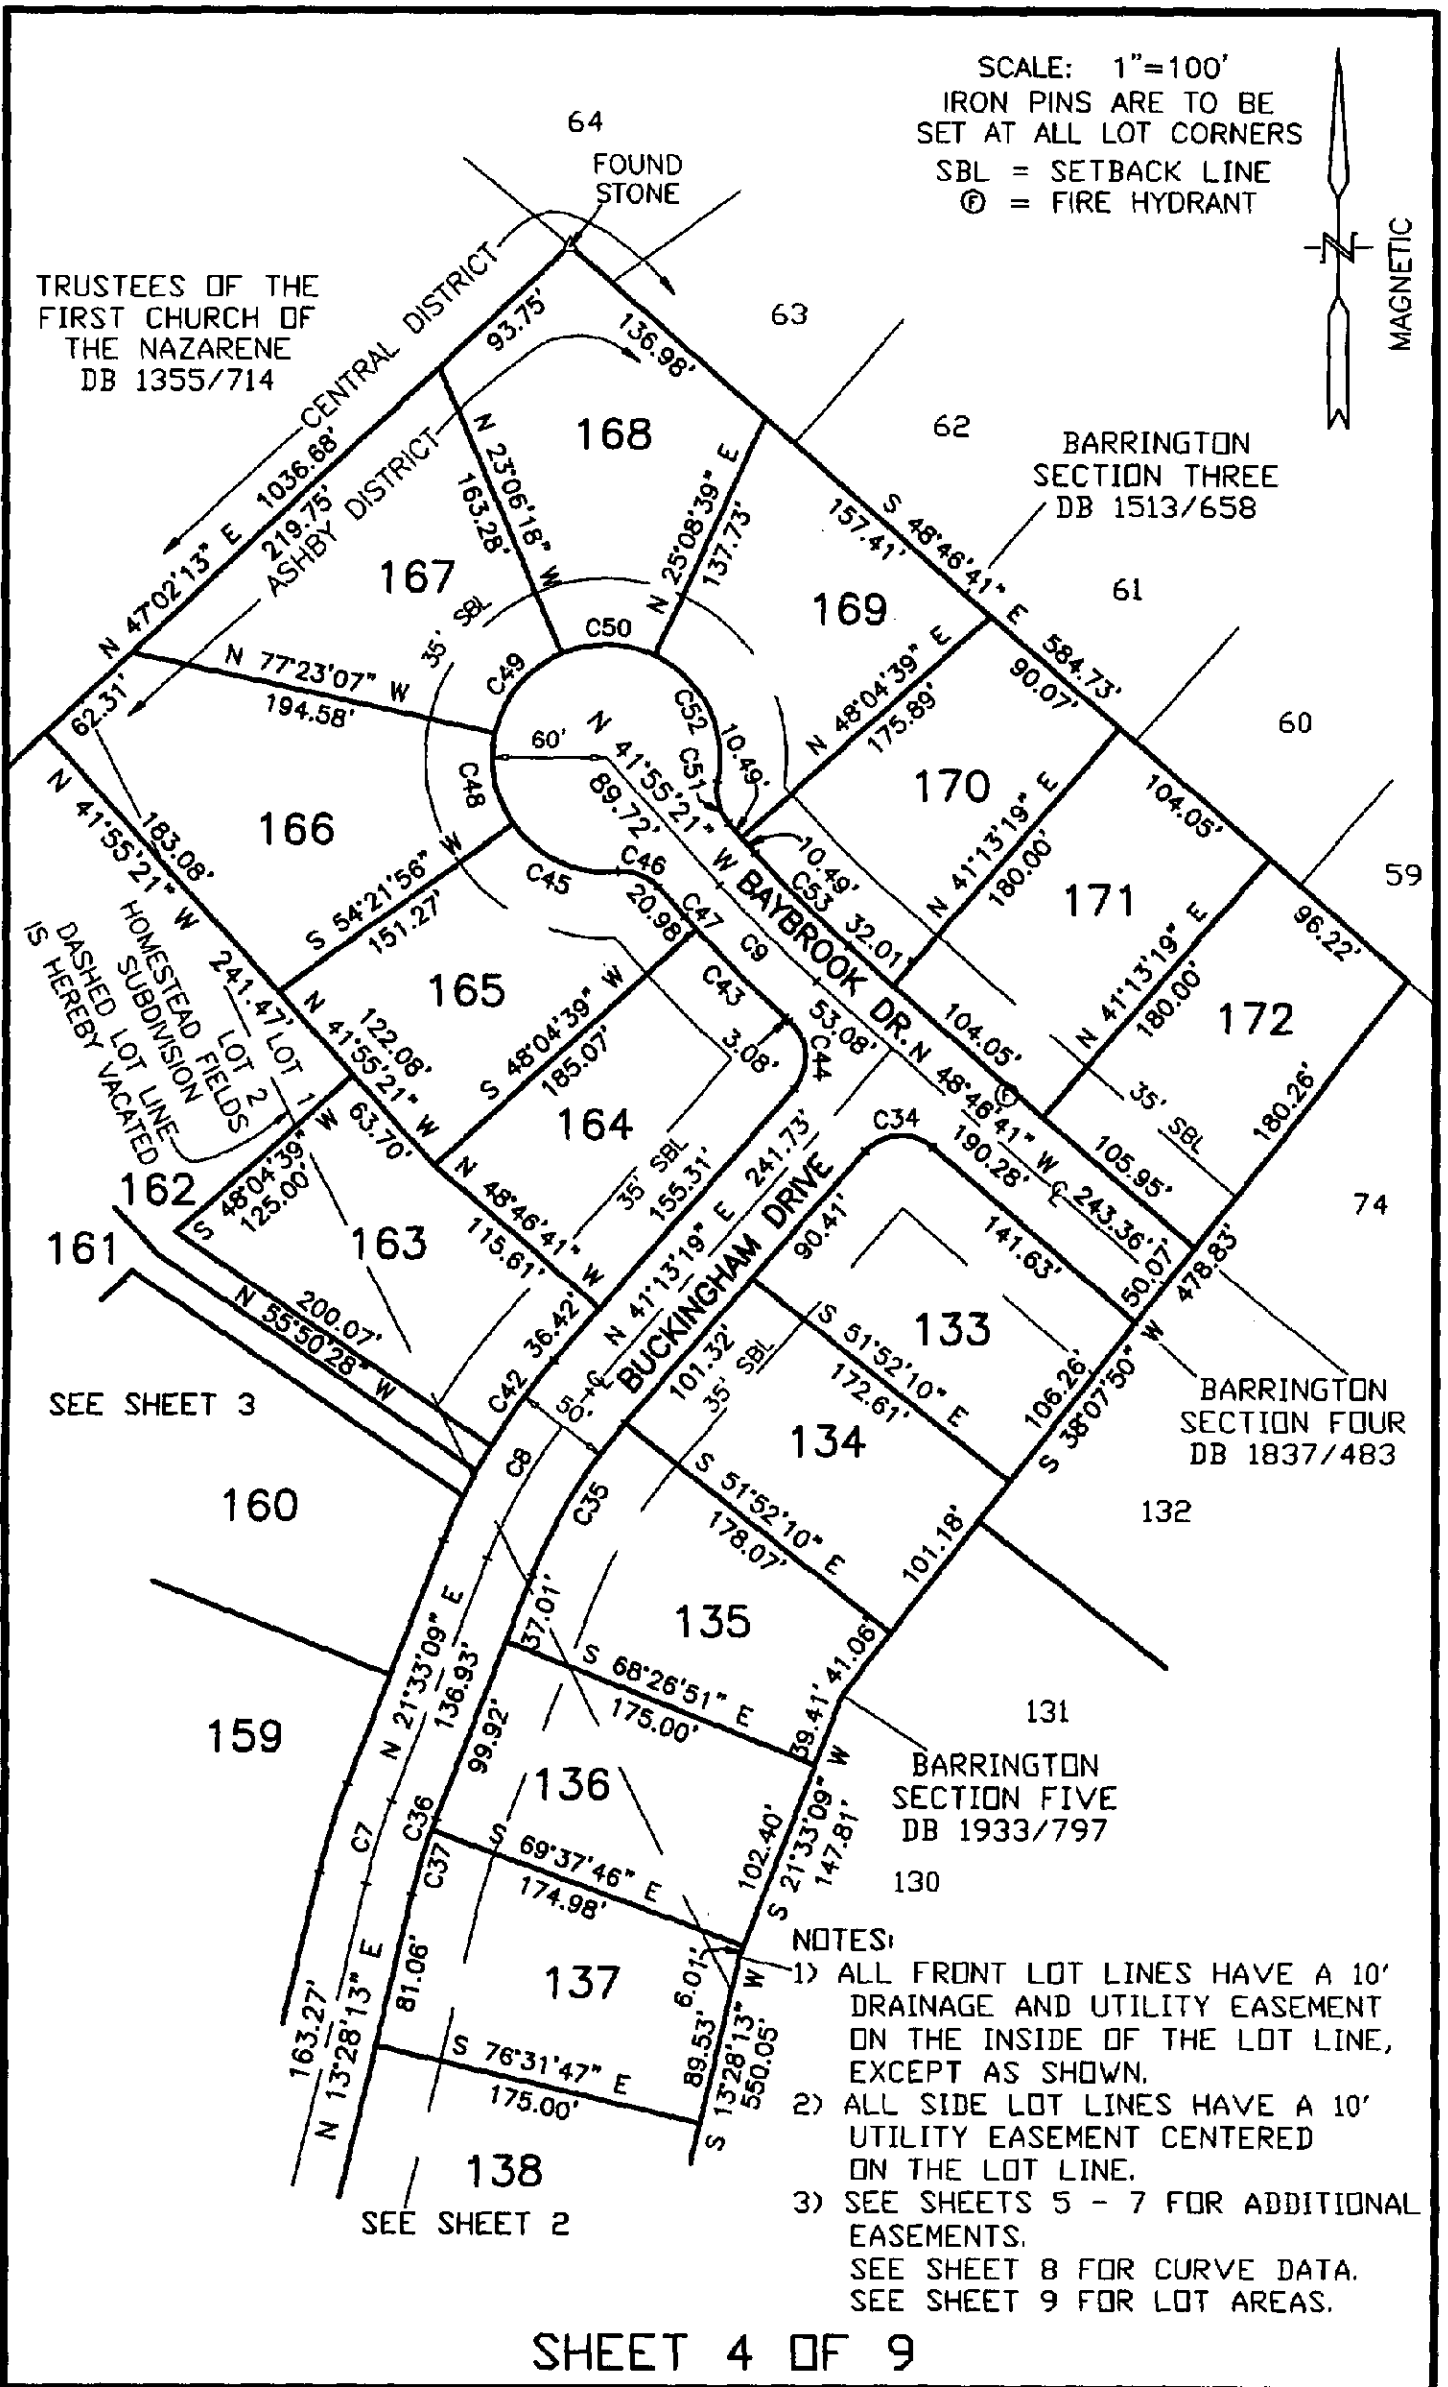 SCALE: 1"=100'
IRON PINS ARE TO BE
SET AT ALL LOT CORNERS
SBL = SETBACK LINE
Ⓕ = FIRE HYDRANT
MAGNETIC
N
64
FOUND
STONE
TRUSTEES OF THE
FIRST CHURCH OF
THE NAZARENE
DB 1355/714
CENTRAL DISTRICT
ASHBY DISTRICT
93.75'
136.98'
63
62
BARRINGTON
SECTION THREE
DB 1513/658
61
60
59
N 47°02'13" E 1036.68'
219.75'
62.31'
168
N 23°06'18" W
163.28'
N 25°08'39" E
137.73'
157.41'
S 48°46'41" E 584.73'
90.07'
104.05'
96.22'
167
35' SBL
169
N 77°23'07" W
194.58'
C49
C50
C52
C51
10.49'
60'
N 48°04'39" E
175.89'
170
N 41°55'21" W
89.72'
C48
166
183.08'
N 41°55'21" W
241.47'
S 54°21'56" W
151.27'
C45
C46
20.98
C47
C9
BAYBROOK DR.
10.49'
C53
32.01'
N 41°13'19" E
180.00'
171
N 41°13'19" E
180.00'
172
180.26'
HOMESTEAD FIELDS
SUBDIVISION
LOT 2
LOT 1
DASHED LOT LINE
IS HEREBY VACATED
165
122.08'
N 41°55'21" W
S 48°04'39" W
185.07'
C43
3.08'
C44
53.08'
104.05'
N 48°46'41" W
190.28'
℄ 243.36'
35' SBL
105.95'
63.70'
164
35' SBL
155.31'
N 48°46'41" W
115.61'
N 41°13'19" E 241.73'
BUCKINGHAM DRIVE
C34
90.41'
141.63'
50.07'
478.83'
74
162
S 48°04'39" W
125.00'
161
163
200.07'
N 55°50'28" W
36.42'
C42
50'
℄
101.32'
35' SBL
S 51°52'10" E
172.61'
133
106.26'
S 38°07'50" W
BARRINGTON
SECTION FOUR
DB 1837/483
SEE SHEET 3
C8
134
160
C35
S 51°52'10" E
178.07'
101.18'
132
135
37.01'
41.06'
159
N 21°33'09" E
136.93'
S 68°26'51" E
175.00'
39.41'
131
BARRINGTON
SECTION FIVE
DB 1933/797
99.92'
136
102.40'
S 21°33'09" W
147.81'
130
C7
C36
C37
S 69°37'46" E
174.98'
6.01'
137
81.06'
163.27'
N 13°28'13" E
S 76°31'47" E
175.00'
89.53'
S 13°28'13" W
550.05'
138
SEE SHEET 2
NOTES:
1) ALL FRONT LOT LINES HAVE A 10'
DRAINAGE AND UTILITY EASEMENT
ON THE INSIDE OF THE LOT LINE,
EXCEPT AS SHOWN.
2) ALL SIDE LOT LINES HAVE A 10'
UTILITY EASEMENT CENTERED
ON THE LOT LINE.
3) SEE SHEETS 5 - 7 FOR ADDITIONAL
EASEMENTS.
SEE SHEET 8 FOR CURVE DATA.
SEE SHEET 9 FOR LOT AREAS.
SHEET 4 OF 9